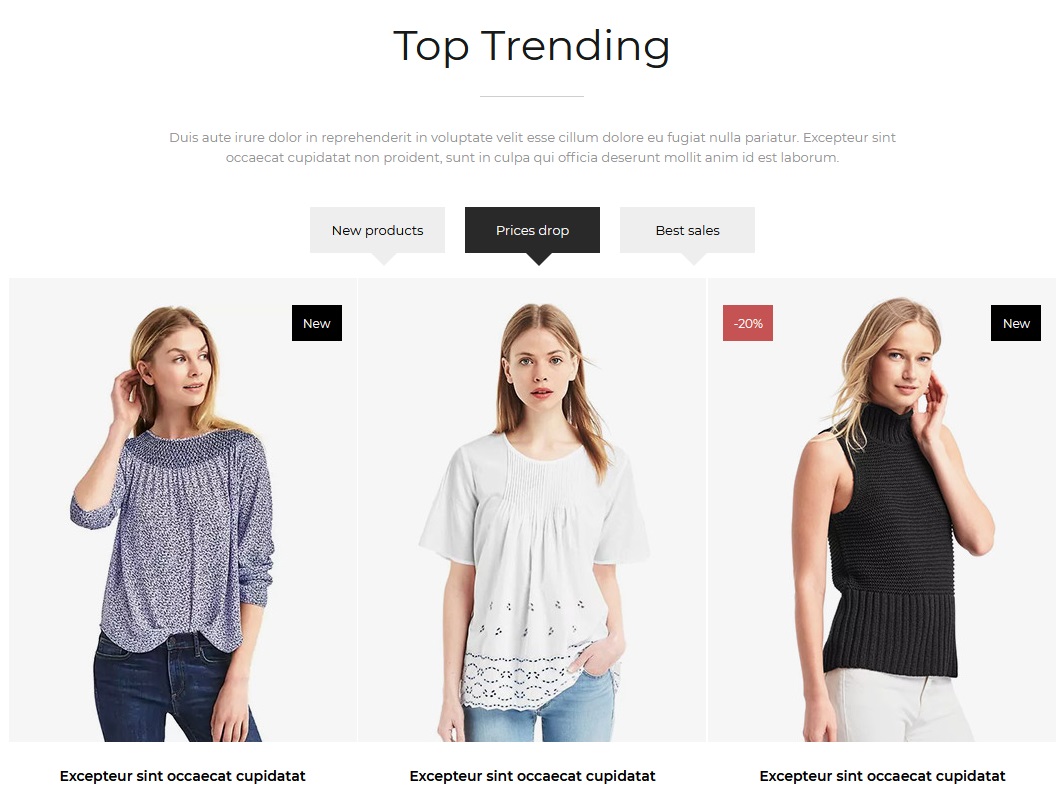 Top Trending
Duis aute irure dolor in reprehenderit in voluptate velit esse cillum dolore eu fugiat nulla pariatur. Excepteur sint
occaecat cupidatat non proident, sunt in culpa qui officia deserunt mollit anim id est laborum.
New products
Prices drop
Best sales
New
-20%
New
Excepteur sint occaecat cupidatat
Excepteur sint occaecat cupidatat
Excepteur sint occaecat cupidatat